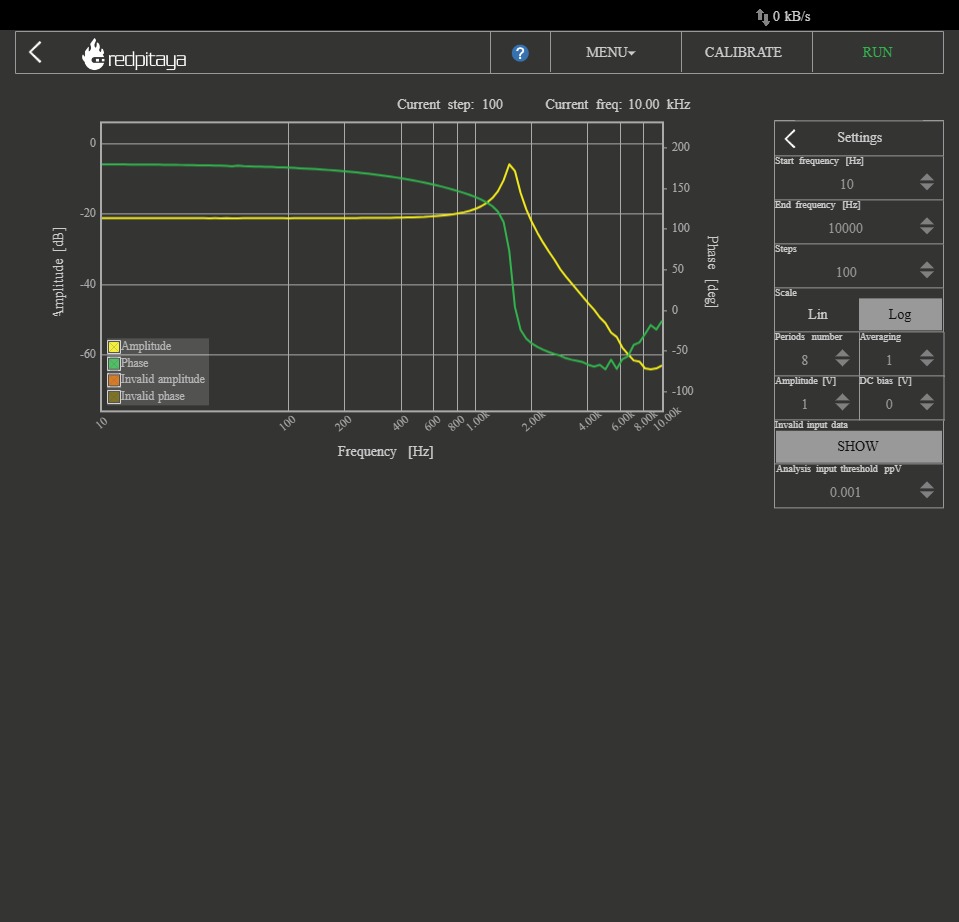 0 kB/s
redpitaya ? MENU CALIBRATE RUN
Current step: 100 Current freq: 10.00 kHz
Amplitude [dB]
0
-20
-40
-60
Phase [deg]
200
150
100
50
0
-50
-100
Amplitude
Phase
Invalid amplitude
Invalid phase
10 100 200 400 600 800 1.00k 2.00k 4.00k 6.00k 8.00k 10.00k
Frequency [Hz]
Settings
Start frequency [Hz]
10
End frequency [Hz]
10000
Steps
100
Scale
Lin Log
Periods number Averaging
8 1
Amplitude [V] DC bias [V]
1 0
Invalid input data
SHOW
Analysis input threshold ppV
0.001